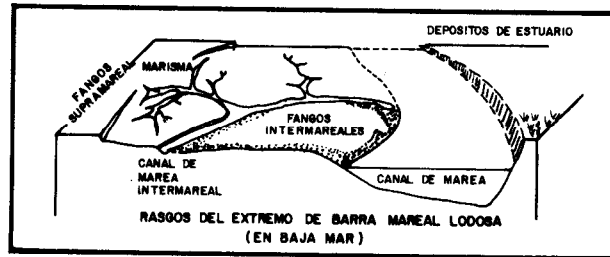 DEPOSITOS DE ESTUARIO
FANGOS
SUPRAMAREAL
MARISMA
FANGOS
INTERMAREALES
CANAL DE
MAREA
INTERMAREAL
CANAL DE MAREA
RASGOS DEL EXTREMO DE BARRA MAREAL LODOSA
(EN BAJA MAR)